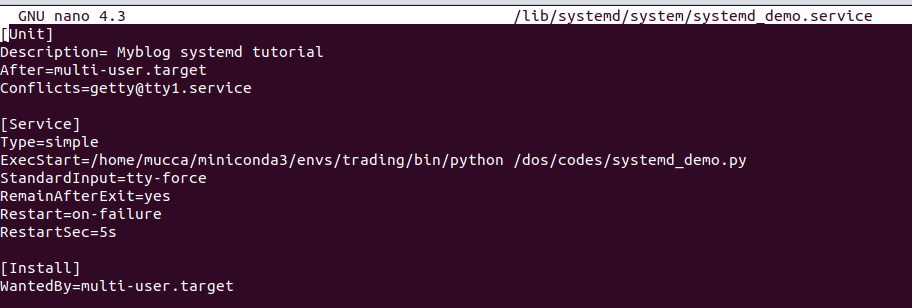 GNU nano 4.3 /lib/systemd/system/systemd_demo.service
[Unit]
Description= Myblog systemd tutorial
After=multi-user.target
Conflicts=getty@tty1.service
[Service]
Type=simple
ExecStart=/home/mucca/miniconda3/envs/trading/bin/python /dos/codes/systemd_demo.py
StandardInput=tty-force
RemainAfterExit=yes
Restart=on-failure
RestartSec=5s
[Install]
WantedBy=multi-user.target